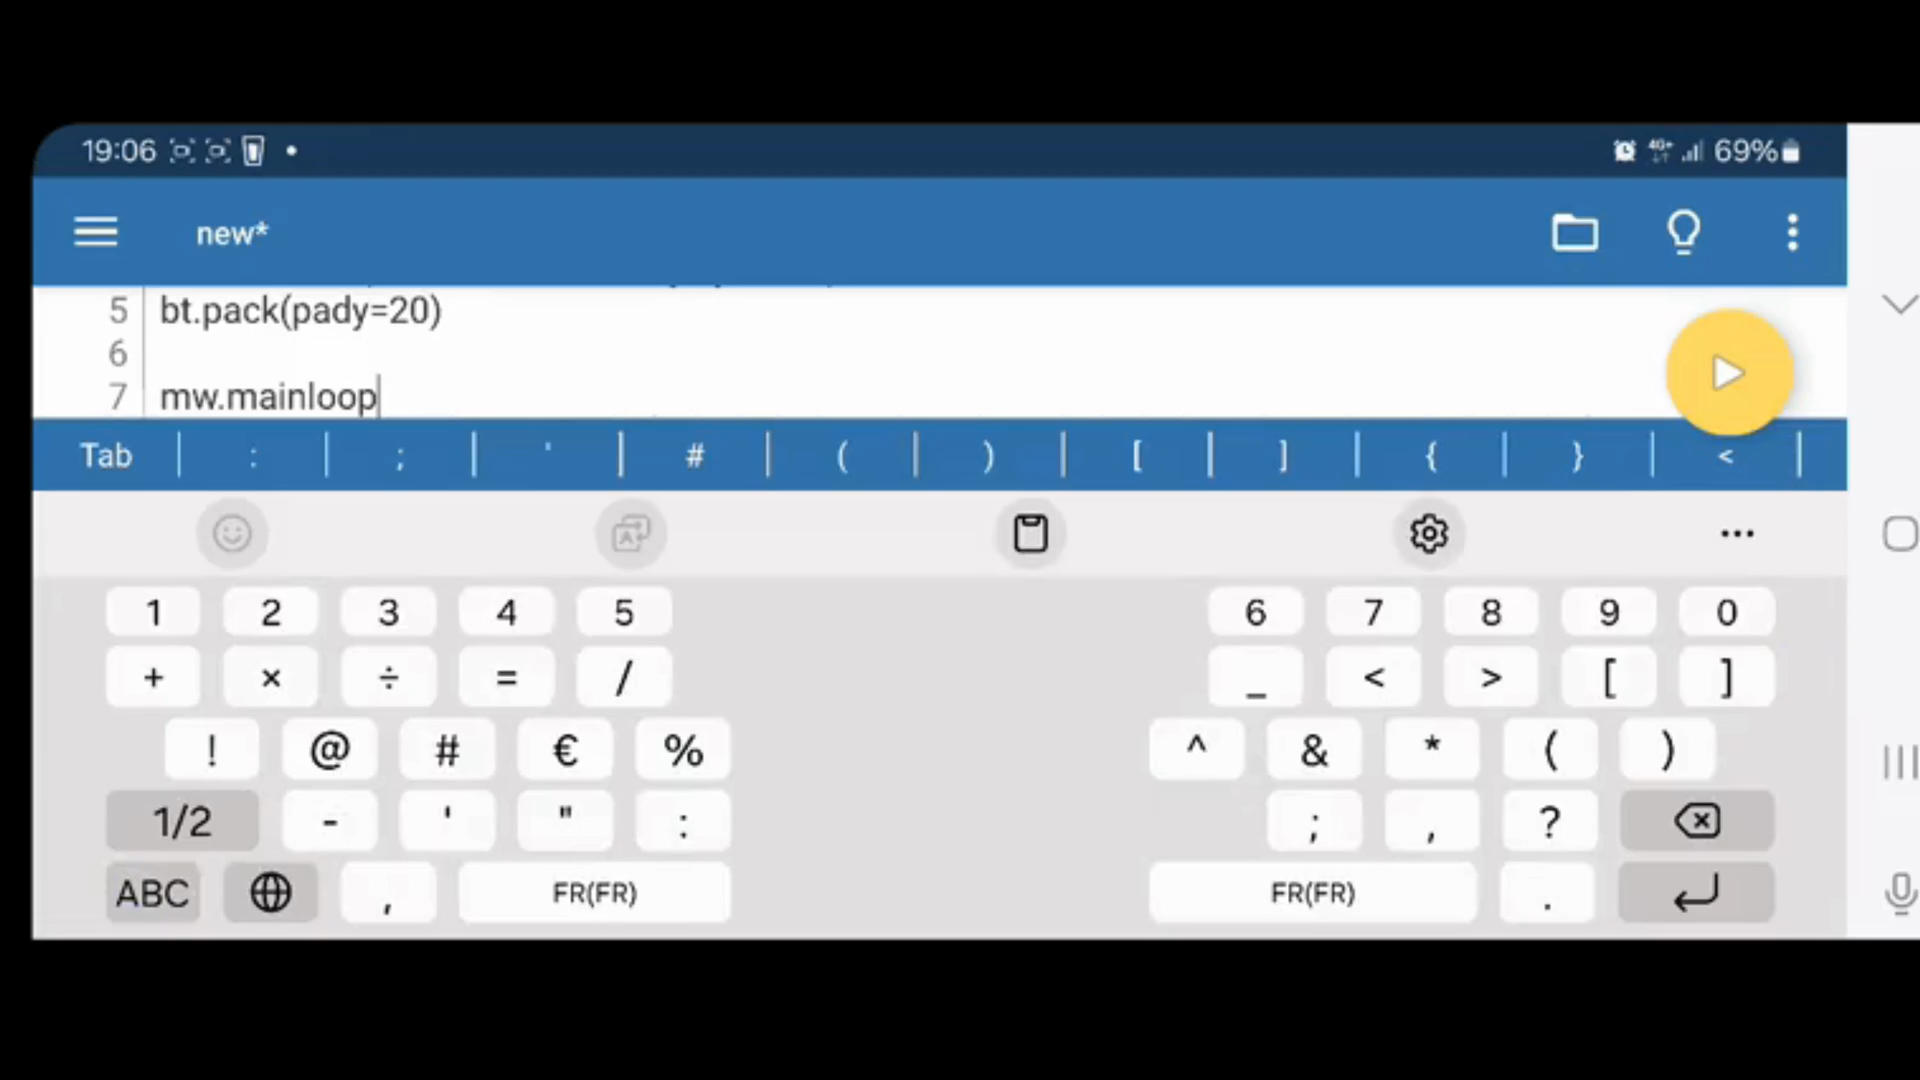 19:06 4G+ 69%
new*
5 bt.pack(pady=20)
6
7 mw.mainloop
Tab : ; ' # ( ) [ ] { } <
1 2 3 4 5 6 7 8 9 0
+ × ÷ = / _ < > [ ]
! @ # € % ^ & * ( )
1/2 - ' " : ; , ?
ABC , FR(FR) FR(FR) .